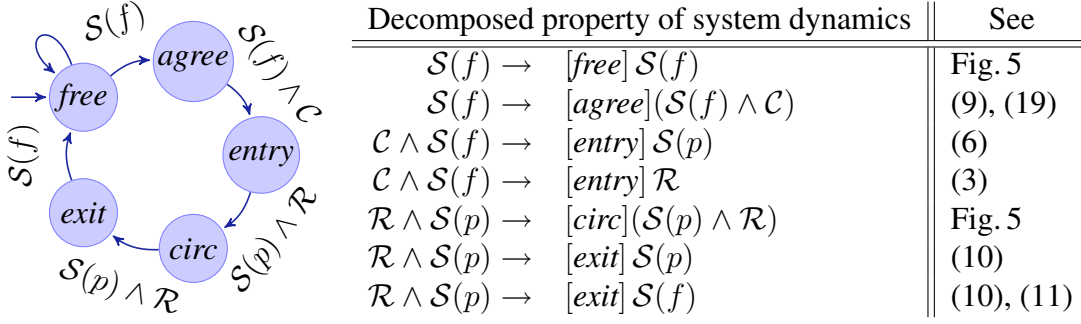 S(f)
agree
S(f) ∧ C
free
entry
S(f)
exit
circ
S(p) ∧ R
S(p) ∧ R
Decomposed property of system dynamics See
S(f) → [free] S(f) Fig. 5
S(f) → [agree](S(f) ∧ C) (9), (19)
C ∧ S(f) → [entry] S(p) (6)
C ∧ S(f) → [entry] R (3)
R ∧ S(p) → [circ](S(p) ∧ R) Fig. 5
R ∧ S(p) → [exit] S(p) (10)
R ∧ S(p) → [exit] S(f) (10), (11)